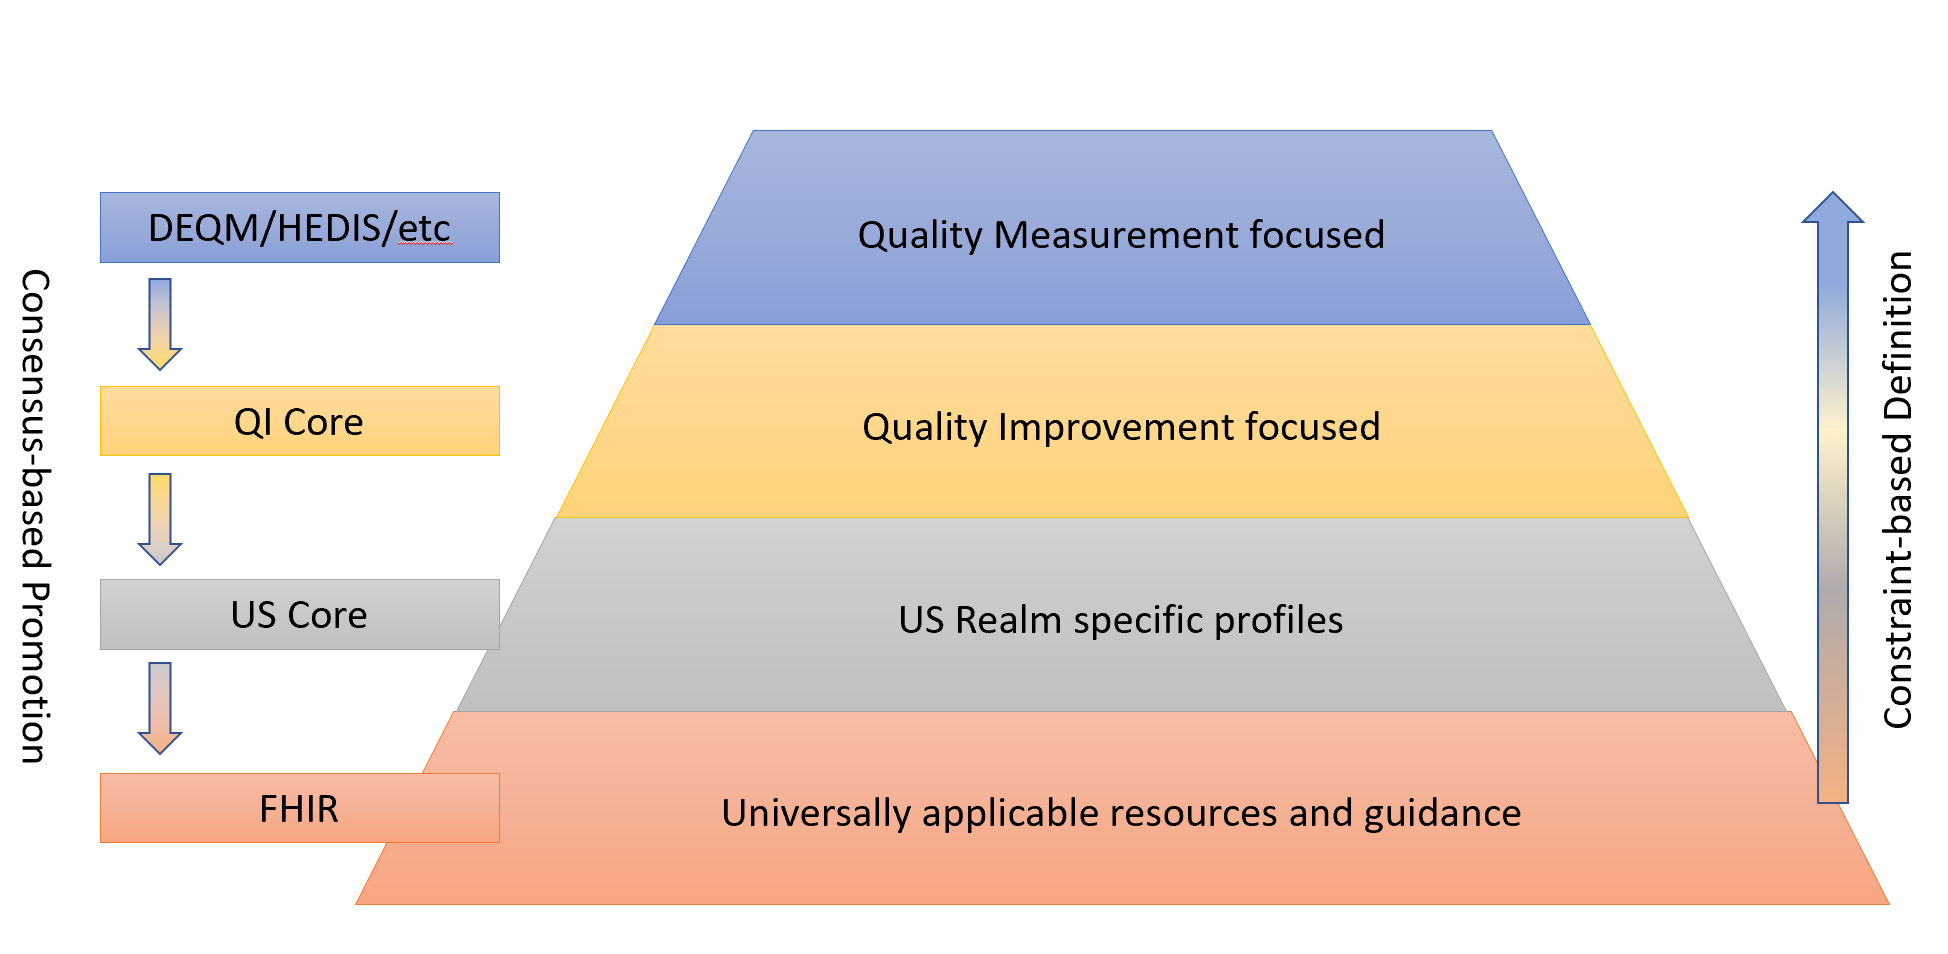 DEQM/HEDIS/etc
Quality Measurement focused
QI Core
Quality Improvement focused
US Core
US Realm specific profiles
FHIR
Universally applicable resources and guidance
Consensus-based Promotion
Constraint-based Definition